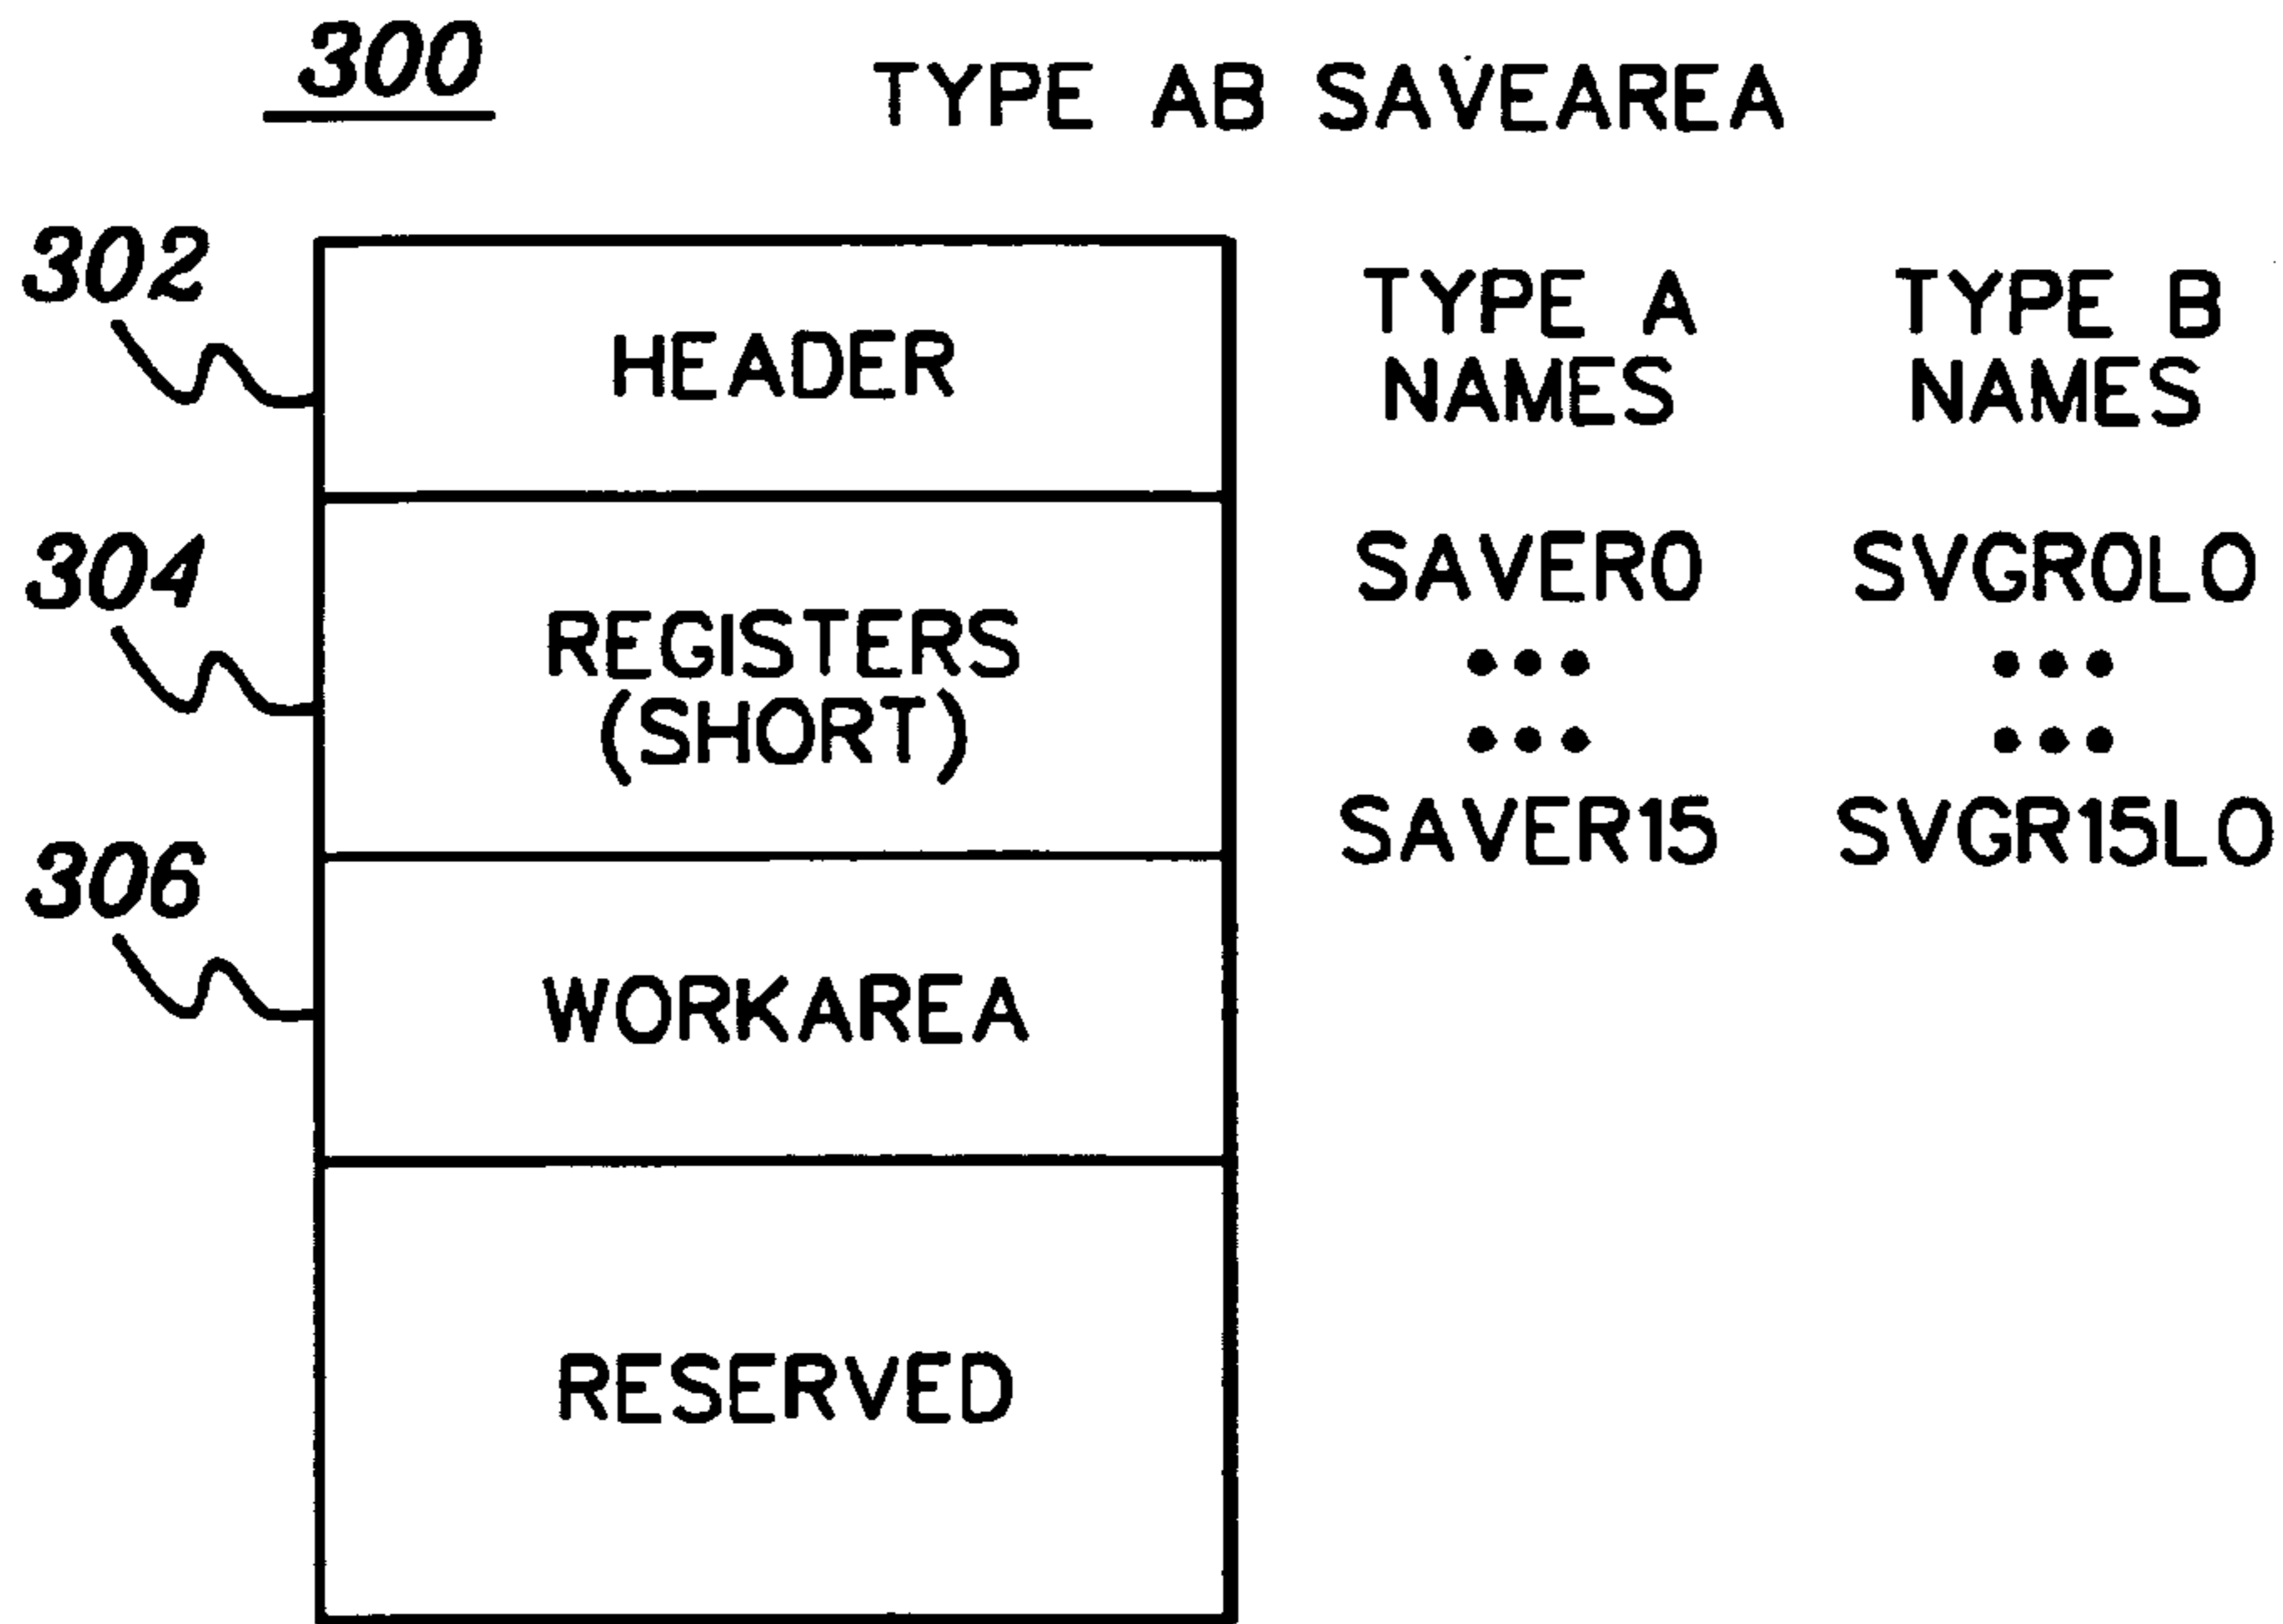 300
TYPE AB SAVEAREA
302
HEADER
TYPE A
NAMES
TYPE B
NAMES
304
REGISTERS
(SHORT)
SAVER0
•••
•••
SAVER15
SVGR0LO
•••
•••
SVGR15LO
306
WORKAREA
RESERVED